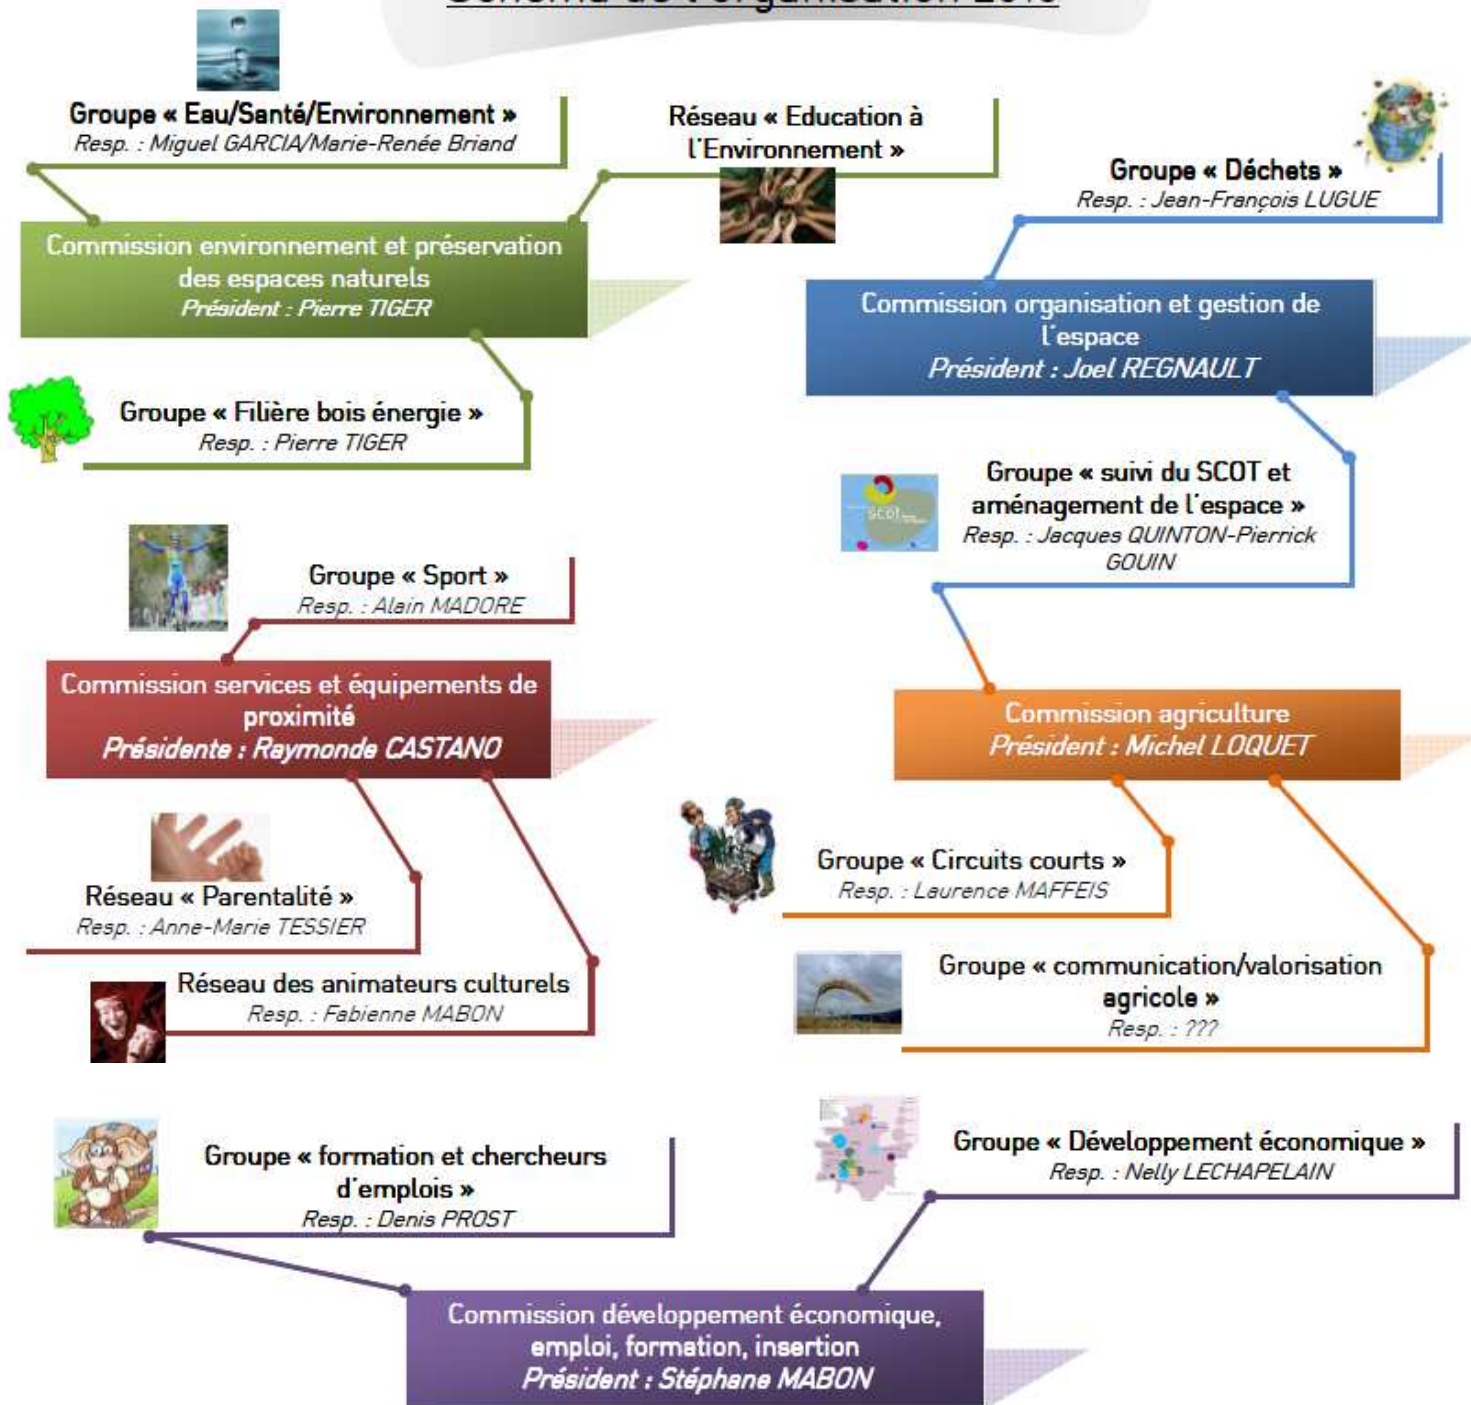 Schéma de l'organisation 2010
Groupe « Eau/Santé/Environnement »
Resp. : Miguel GARCIA/Marie-Renée Briand
Réseau « Education à
l'Environnement »
Groupe « Déchets »
Resp. : Jean-François LUGUE
Commission environnement et préservation
des espaces naturels
Président : Pierre TIGER
Commission organisation et gestion de
l'espace
Président : Joel REGNAULT
Groupe « Filière bois énergie »
Resp. : Pierre TIGER
Groupe « suivi du SCOT et
aménagement de l'espace »
Resp. : Jacques QUINTON-Pierrick
GOUIN
SCOT
Groupe « Sport »
Resp. : Alain MADORE
Commission services et équipements de
proximité
Présidente : Raymonde CASTANO
Commission agriculture
Président : Michel LOQUET
Réseau « Parentalité »
Resp. : Anne-Marie TESSIER
Groupe « Circuits courts »
Resp. : Laurence MAFFEIS
Réseau des animateurs culturels
Resp. : Fabienne MABON
Groupe « communication/valorisation
agricole »
Resp. : ???
Groupe « formation et chercheurs
d'emplois »
Resp. : Denis PROST
Groupe « Développement économique »
Resp. : Nelly LECHAPELAIN
Commission développement économique,
emploi, formation, insertion
Président : Stéphane MABON